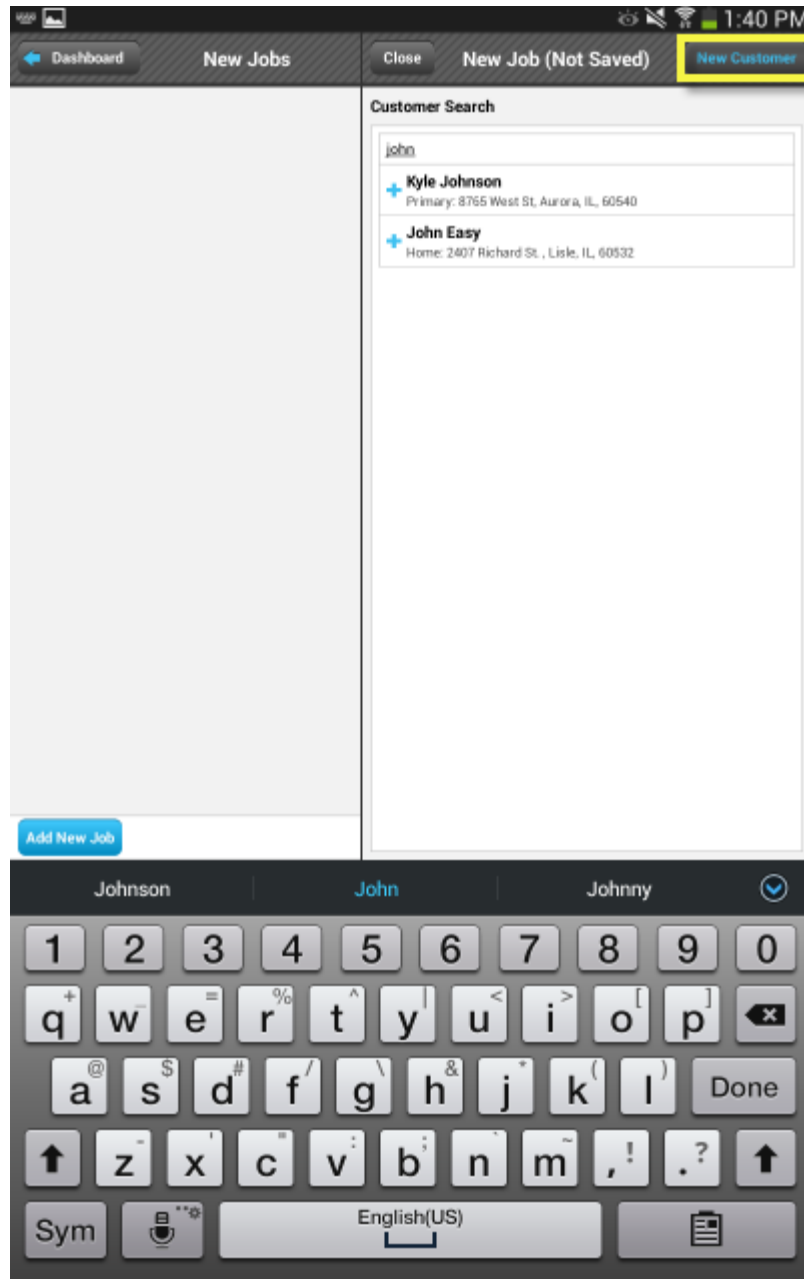 1:40 PM
Dashboard New Jobs Close New Job (Not Saved) New Customer
Customer Search
john
Kyle Johnson
Primary: 8765 West St, Aurora, IL, 60540
John Easy
Home: 2407 Richard St. , Lisle, IL, 60532
Add New Job
Johnson John Johnny
1 2 3 4 5 6 7 8 9 0
+ _ = % ^ | < > [ ]
q w e r t y u i o p
@ $ # / \ & * ( )
a s d f g h j k l Done
- ' " : ; ` ~ ! ?
z x c v b n m , .
Sym English(US)